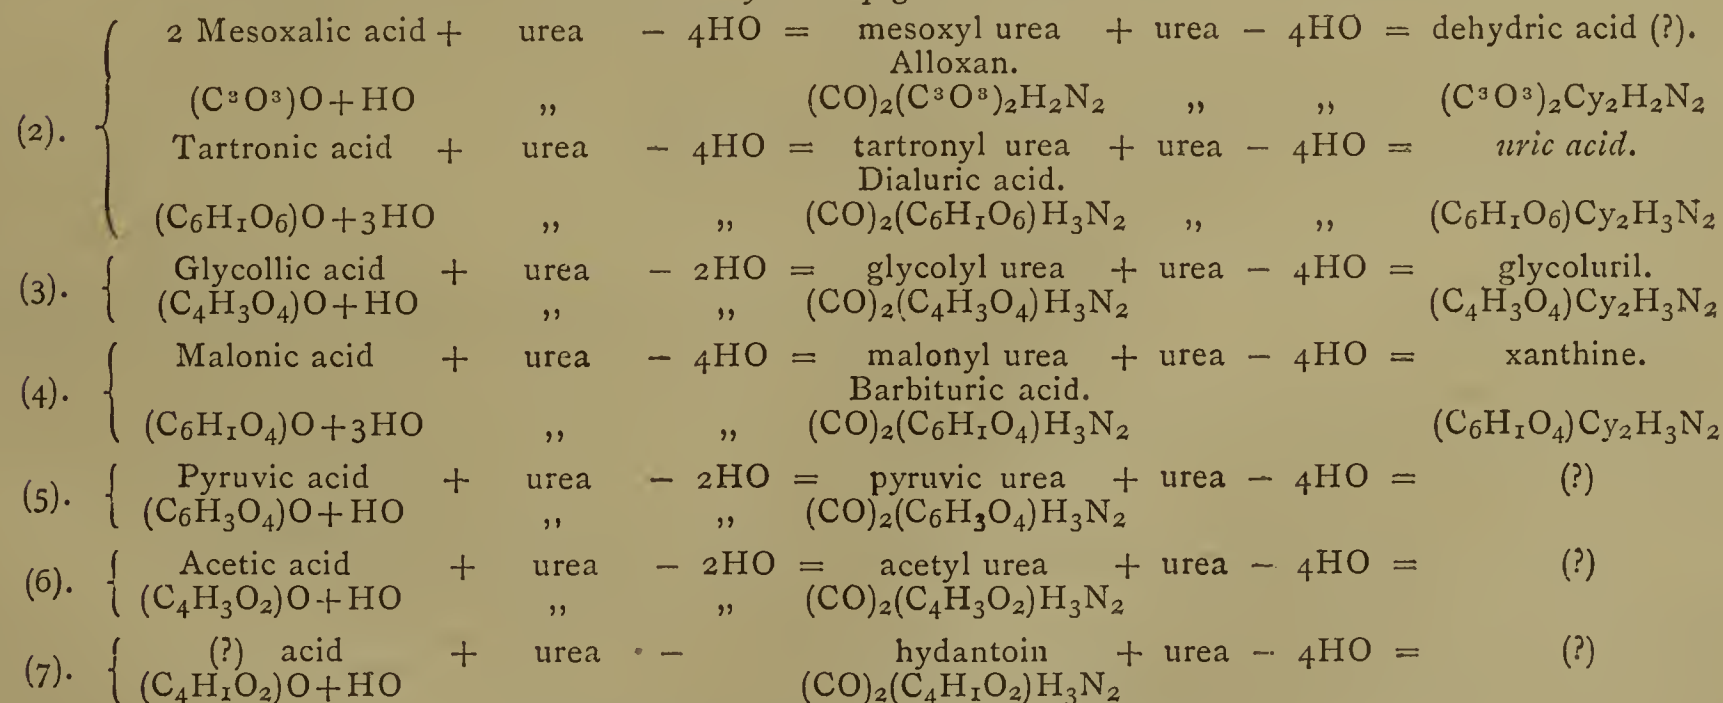 2 Mesoxalic acid + urea − 4HO = mesoxyl urea + urea − 4HO = dehydric acid (?).
Alloxan.
(2). (C³O³)O+HO ,, (CO)₂(C³O³)₂H₂N₂ ,, ,, (C³O³)₂Cy₂H₂N₂
Tartronic acid + urea − 4HO = tartronyl urea + urea − 4HO = uric acid.
Dialuric acid.
(C₆H₁O₆)O+3HO ,, ,, (CO)₂(C₆H₁O₆)H₃N₂ ,, ,, (C₆H₁O₆)Cy₂H₃N₂
(3). Glycollic acid + urea − 2HO = glycolyl urea + urea − 4HO = glycoluril.
(C₄H₃O₄)O+HO ,, ,, (CO)₂(C₄H₃O₄)H₃N₂ (C₄H₃O₄)Cy₂H₃N₂
(4). Malonic acid + urea − 4HO = malonyl urea + urea − 4HO = xanthine.
Barbituric acid.
(C₆H₁O₄)O+3HO ,, ,, (CO)₂(C₆H₁O₄)H₃N₂ (C₆H₁O₄)Cy₂H₃N₂
(5). Pyruvic acid + urea − 2HO = pyruvic urea + urea − 4HO = (?)
(C₆H₃O₄)O+HO ,, ,, (CO)₂(C₆H₃O₄)H₃N₂
(6). Acetic acid + urea − 2HO = acetyl urea + urea − 4HO = (?)
(C₄H₃O₂)O+HO ,, ,, (CO)₂(C₄H₃O₂)H₃N₂
(7). (?) acid + urea − hydantoin + urea − 4HO = (?)
(C₄H₁O₂)O+HO (CO)₂(C₄H₁O₂)H₃N₂